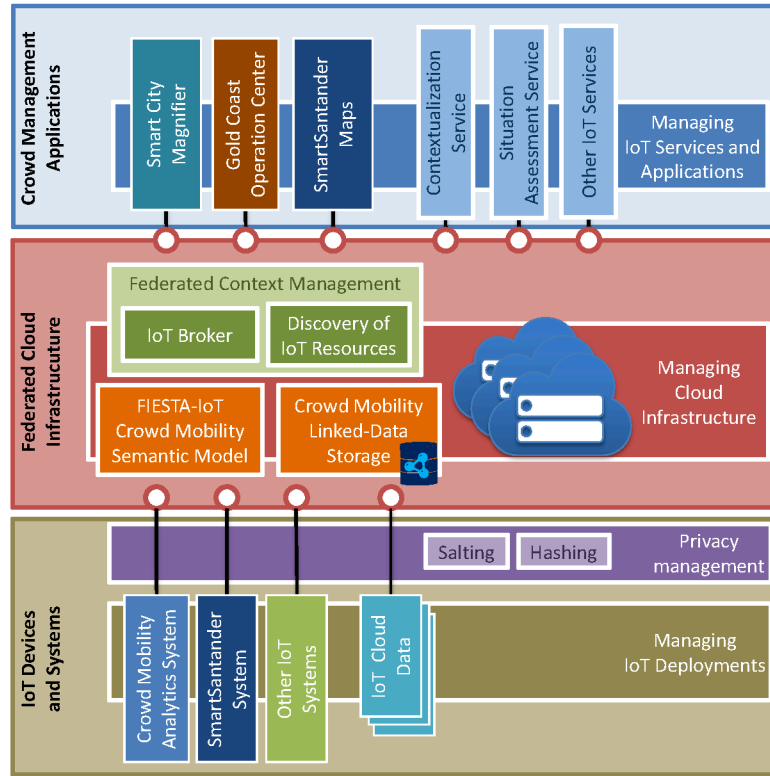 Crowd Management
Applications
Smart City
Magnifier
Gold Coast
Operation Center
SmartSantander
Maps
Contextualization
Service
Situation
Assessment Service
Other IoT Services
Managing
IoT Services and
Applications
Federated Cloud
Infrastrucuture
Federated Context Management
IoT Broker
Discovery of
IoT Resources
FIESTA-IoT
Crowd Mobility
Semantic Model
Crowd Mobility
Linked-Data
Storage
Managing
Cloud
Infrastructure
IoT Devices
and Systems
Salting
Hashing
Privacy
management
Crowd Mobility
Analytics System
SmartSantander
System
Other IoT
Systems
IoT Cloud
Data
Managing
IoT Deployments